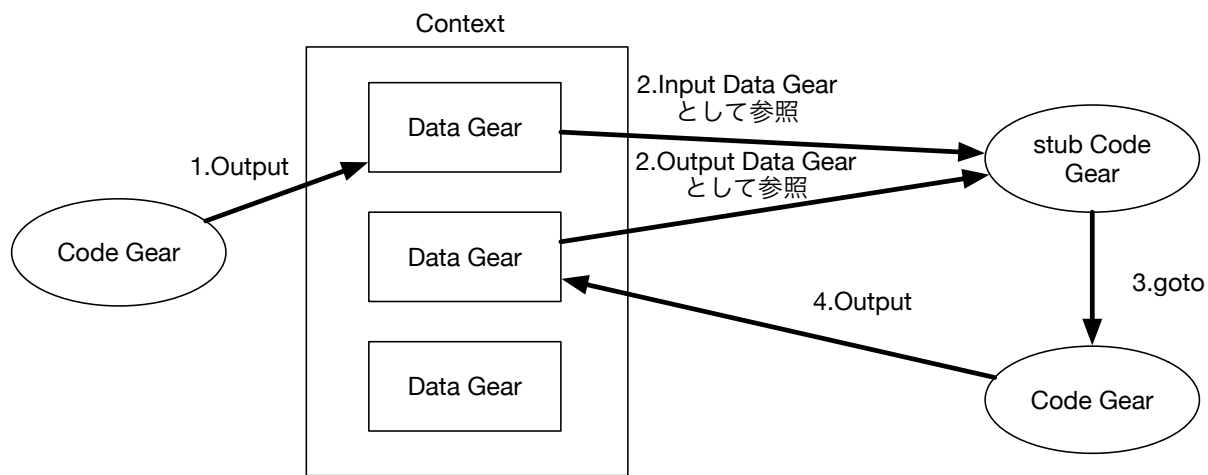 Context
Data Gear
2.Input Data Gear
として参照
stub Code
Gear
1.Output
2.Output Data Gear
として参照
Code Gear
Data Gear
3.goto
4.Output
Data Gear
Code Gear